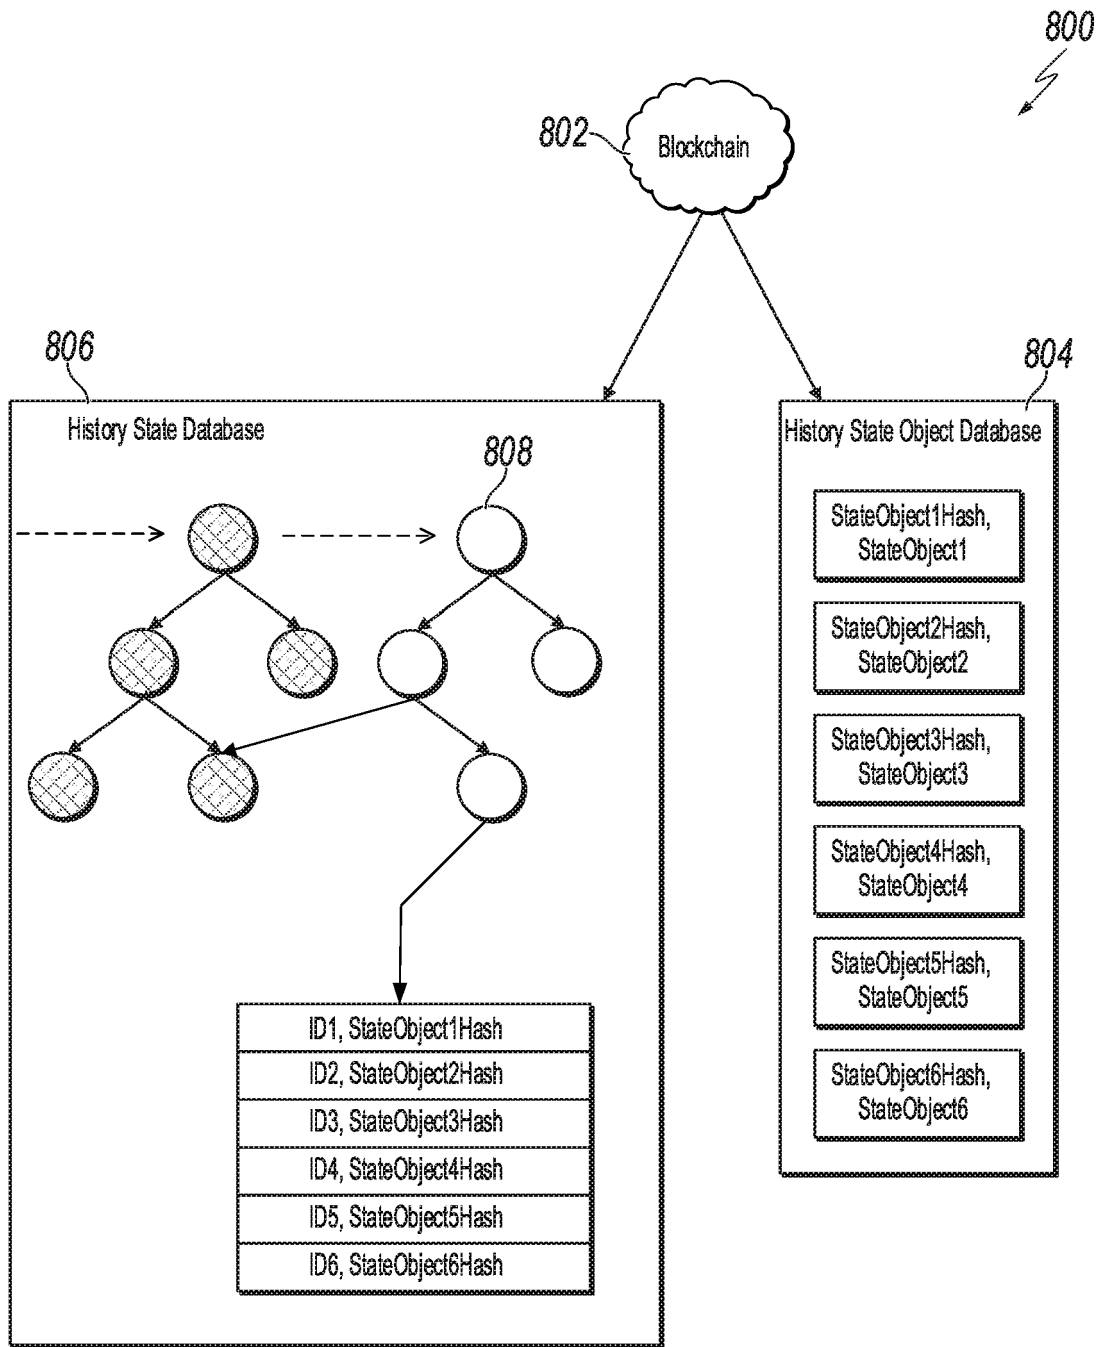 800
802
Blockchain
806
804
History State Database
History State Object Database
808
StateObject1Hash,
StateObject1
StateObject2Hash,
StateObject2
StateObject3Hash,
StateObject3
StateObject4Hash,
StateObject4
StateObject5Hash,
StateObject5
StateObject6Hash,
StateObject6
ID1, StateObject1Hash
ID2, StateObject2Hash
ID3, StateObject3Hash
ID4, StateObject4Hash
ID5, StateObject5Hash
ID6, StateObject6Hash